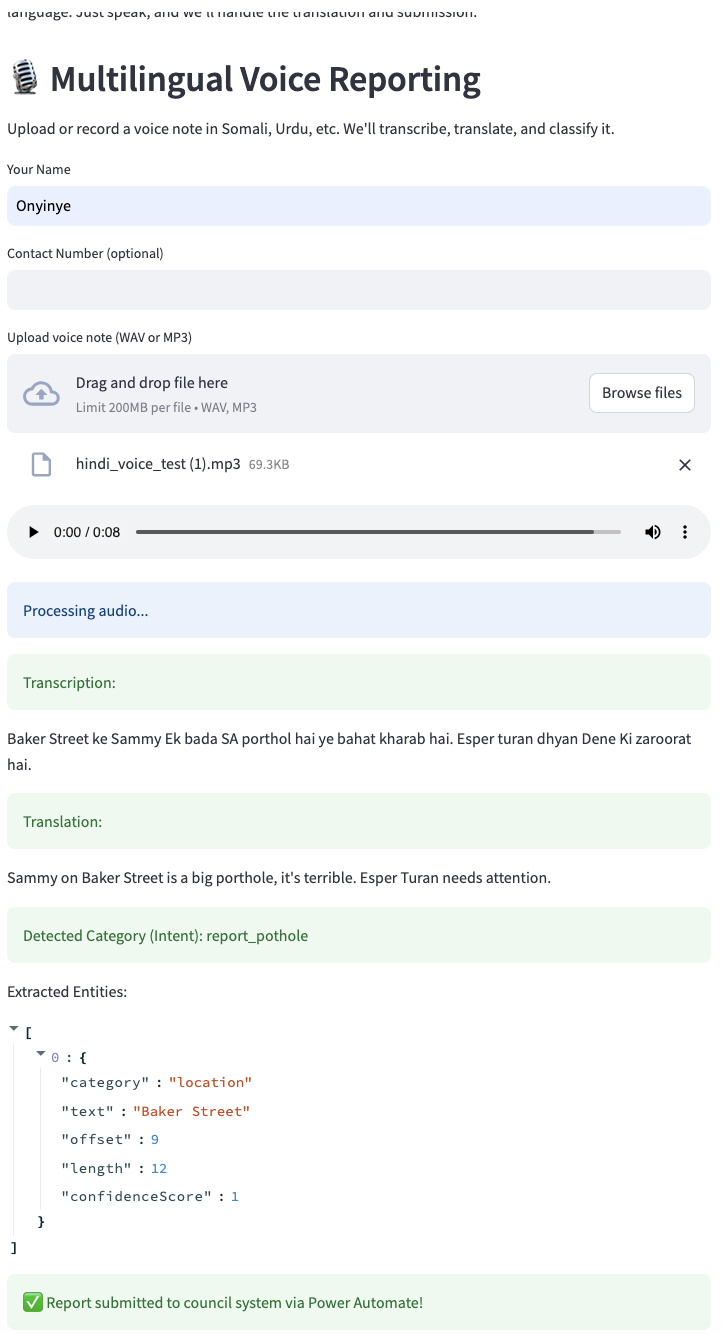 language. Just speak, and we'll handle the translation and submission.
Multilingual Voice Reporting
Upload or record a voice note in Somali, Urdu, etc. We'll transcribe, translate, and classify it.
Your Name
Onyinye
Contact Number (optional)
Upload voice note (WAV or MP3)
Drag and drop file here
Limit 200MB per file • WAV, MP3
Browse files
hindi_voice_test (1).mp3 69.3KB
0:00 / 0:08
Processing audio...
Transcription:
Baker Street ke Sammy Ek bada SA porthol hai ye bahat kharab hai. Esper turan dhyan Dene Ki zaroorat
hai.
Translation:
Sammy on Baker Street is a big porthole, it's terrible. Esper Turan needs attention.
Detected Category (Intent): report_pothole
Extracted Entities:
[
0 : {
"category" : "location"
"text" : "Baker Street"
"offset" : 9
"length" : 12
"confidenceScore" : 1
}
]
Report submitted to council system via Power Automate!